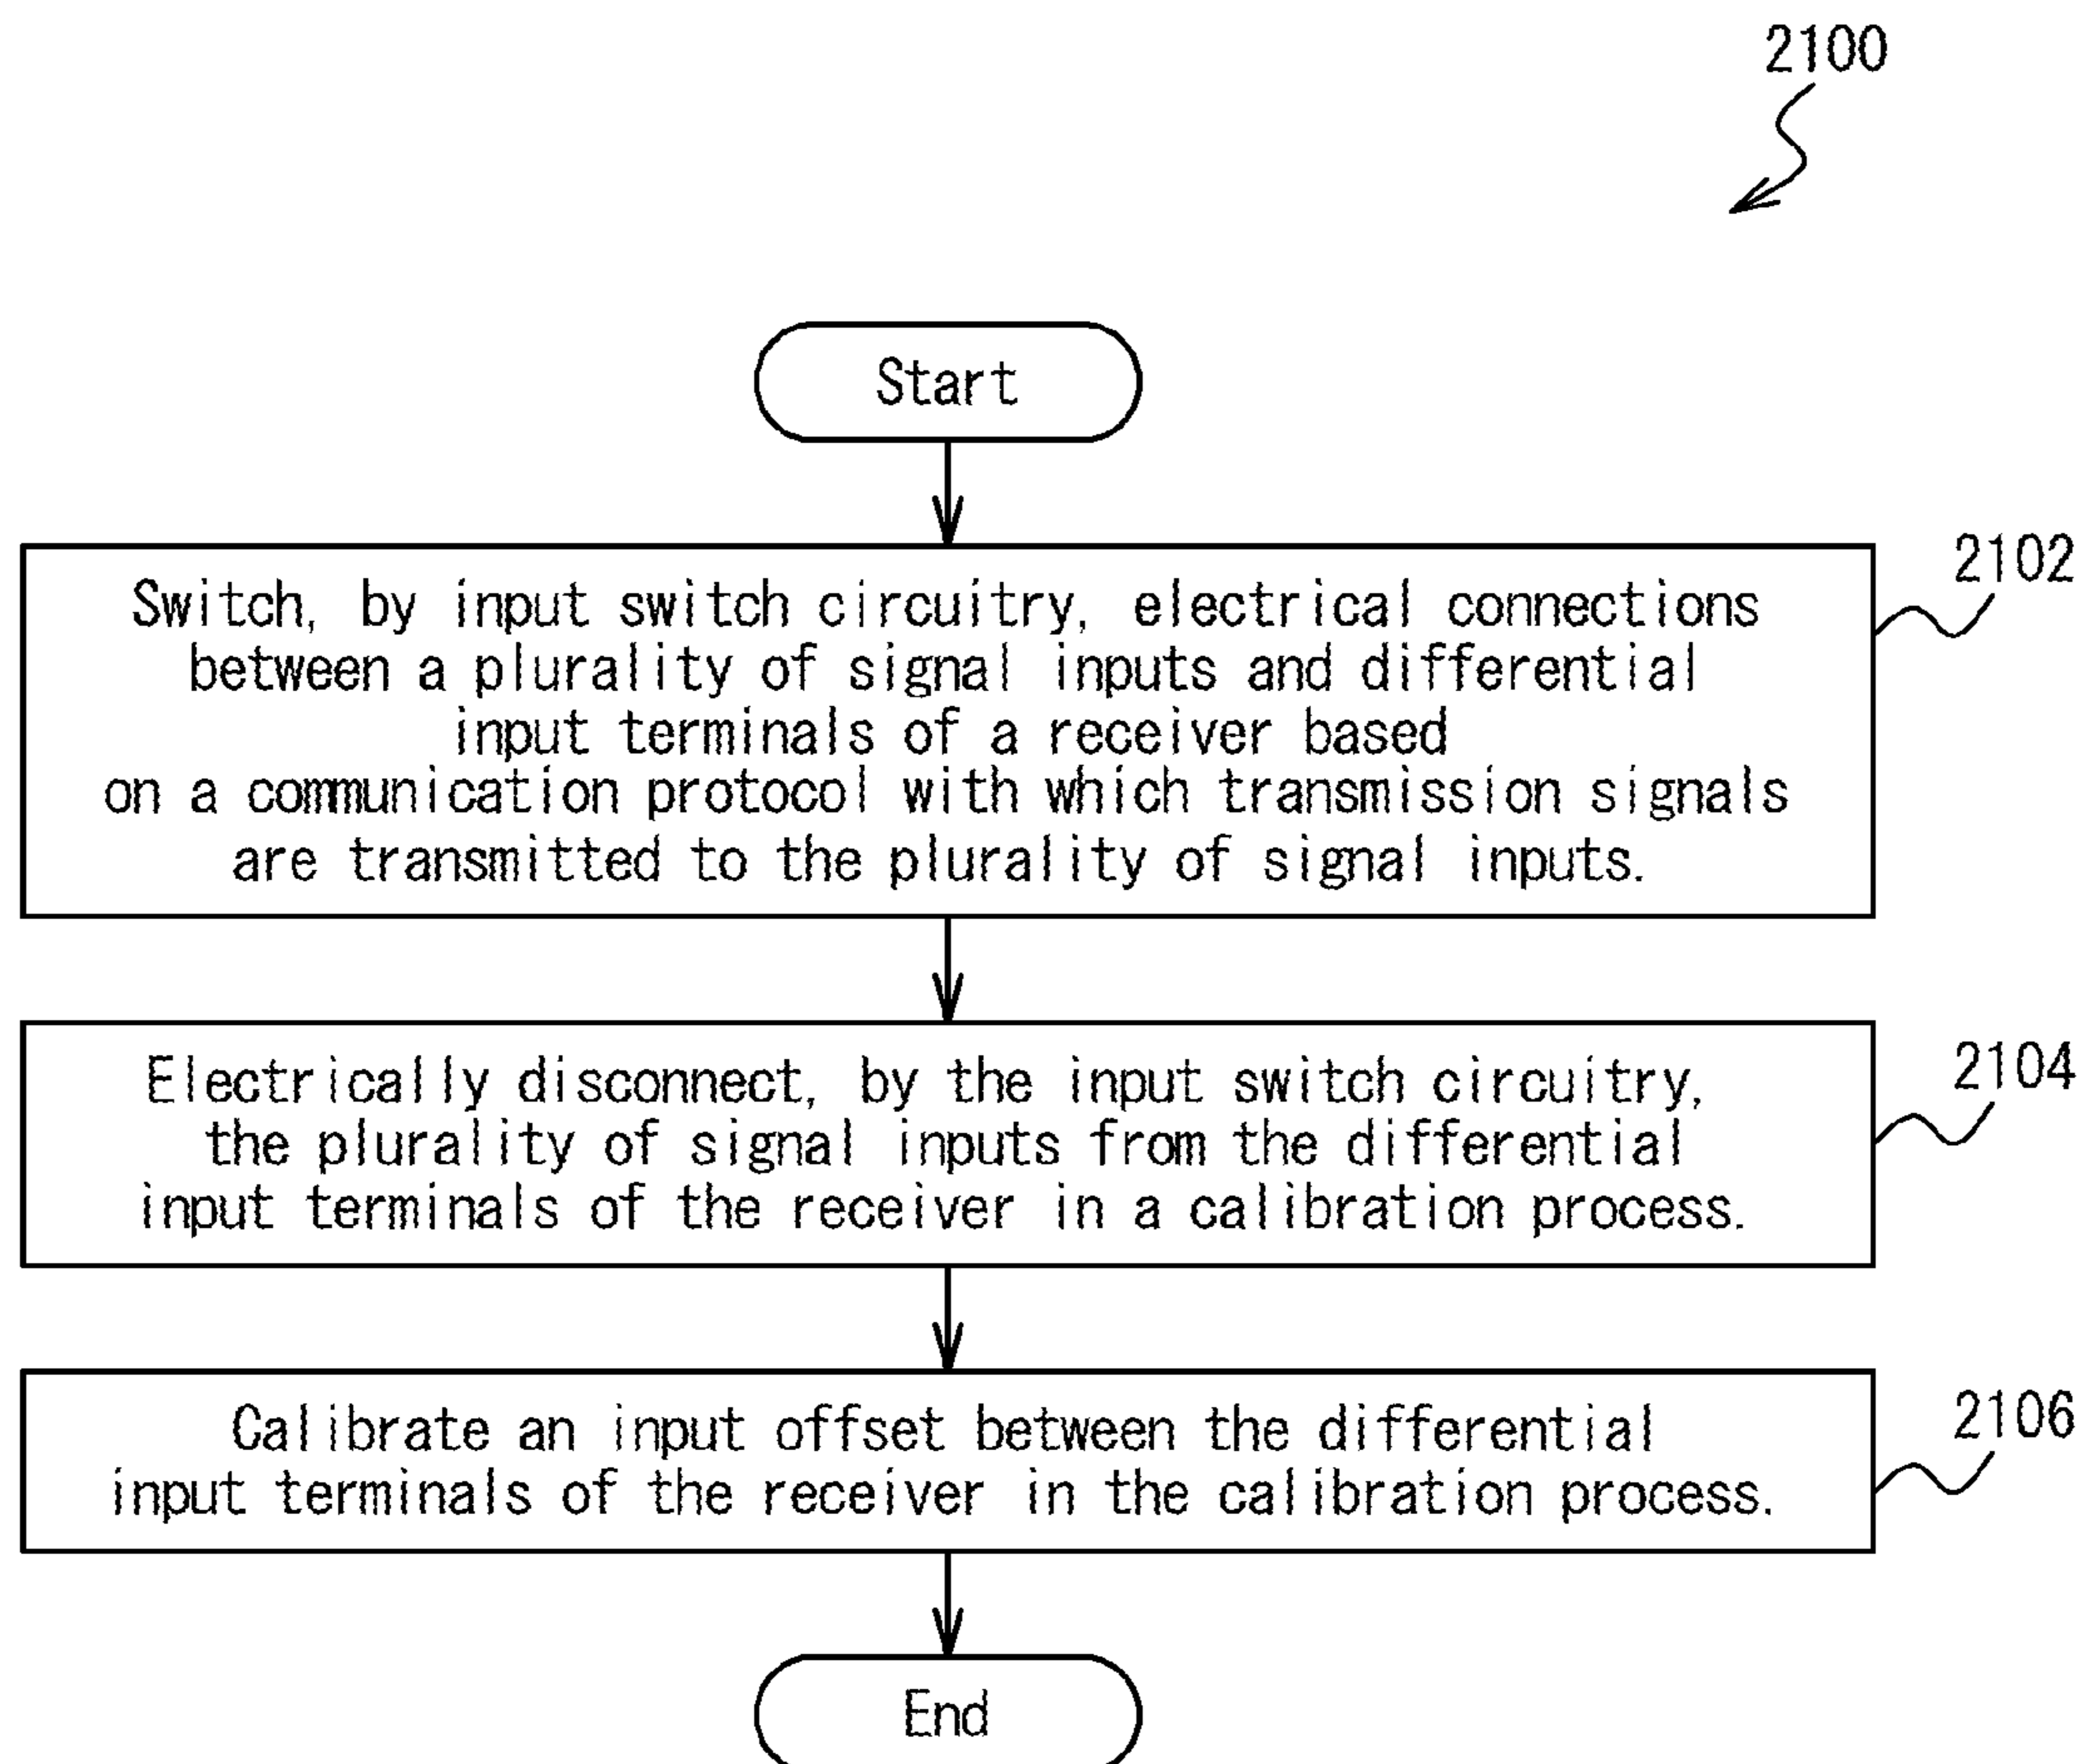 2100
Start
2102
Switch, by input switch circuitry, electrical connections
between a plurality of signal inputs and differential
input terminals of a receiver based
on a communication protocol with which transmission signals
are transmitted to the plurality of signal inputs.
2104
Electrically disconnect, by the input switch circuitry,
the plurality of signal inputs from the differential
input terminals of the receiver in a calibration process.
2106
Calibrate an input offset between the differential
input terminals of the receiver in the calibration process.
End